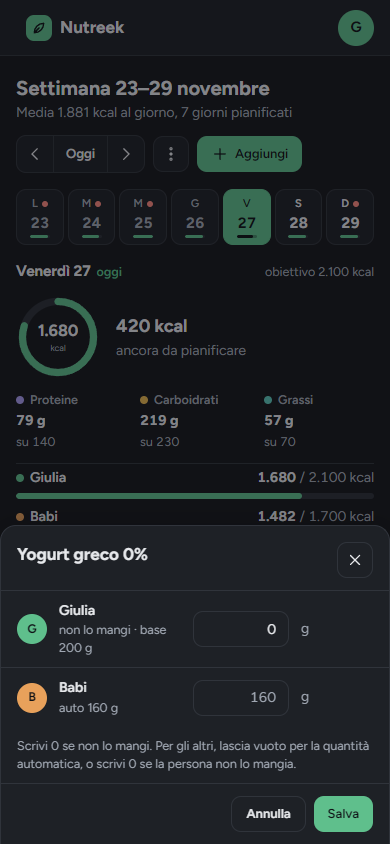 Nutreek
G
Settimana 23–29 novembre
Media 1.881 kcal al giorno, 7 giorni pianificati
Oggi
Aggiungi
L M M G V S D
23 24 25 26 27 28 29
Venerdì 27 oggi
obiettivo 2.100 kcal
1.680
kcal
420 kcal
ancora da pianificare
Proteine
79 g
su 140
Carboidrati
219 g
su 230
Grassi
57 g
su 70
Giulia
1.680 / 2.100 kcal
Babi
1.482 / 1.700 kcal
Yogurt greco 0%
G
Giulia
non lo mangi · base
200 g
0 g
B
Babi
auto 160 g
160 g
Scrivi 0 se non lo mangi. Per gli altri, lascia vuoto per la quantità
automatica, o scrivi 0 se la persona non lo mangia.
Annulla
Salva